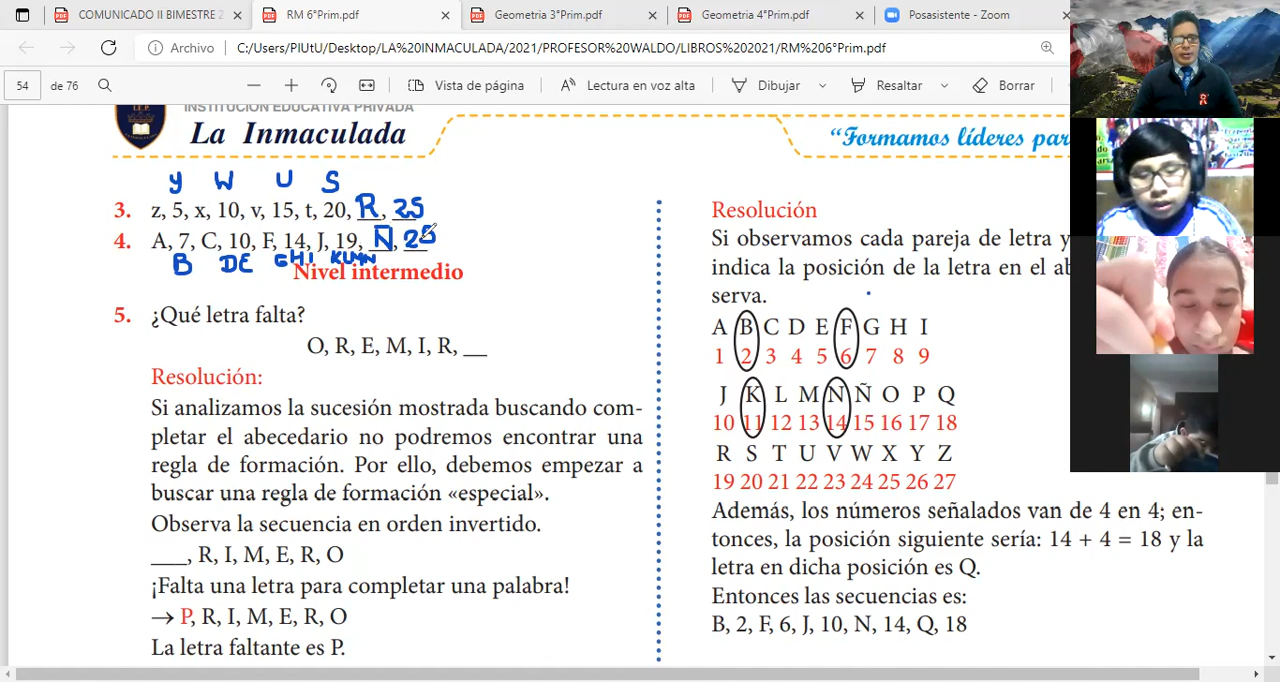 COMUNICADO II BIMESTRE 2
RM 6°Prim.pdf
Geometria 3°Prim.pdf
Geometria 4°Prim.pdf
Posasistente - Zoom
Archivo
C:/Users/PIUtU/Desktop/LA%20INMACULADA/2021/PROFESOR%20WALDO/LIBROS%202021/RM%206°Prim.pdf
54 de 76
Vista de página
Lectura en voz alta
Dibujar
Resaltar
Borrar
INSTITUCIÓN EDUCATIVA PRIVADA
La Inmaculada
“Formamos líderes par
Y W U S
3. z, 5, x, 10, v, 15, t, 20, R, 25
4. A, 7, C, 10, F, 14, J, 19, Ñ, 25
B DE GHI KLMN
Nivel intermedio
5. ¿Qué letra falta?
O, R, E, M, I, R, __
Resolución:
Si analizamos la sucesión mostrada buscando com-
pletar el abecedario no podremos encontrar una
regla de formación. Por ello, debemos empezar a
buscar una regla de formación «especial».
Observa la secuencia en orden invertido.
___, R, I, M, E, R, O
¡Falta una letra para completar una palabra!
→ P, R, I, M, E, R, O
La letra faltante es P.
Resolución
Si observamos cada pareja de letra y
indica la posición de la letra en el ab
serva.
A B C D E F G H I
1 2 3 4 5 6 7 8 9
J K L M N Ñ O P Q
10 11 12 13 14 15 16 17 18
R S T U V W X Y Z
19 20 21 22 23 24 25 26 27
Además, los números señalados van de 4 en 4; en-
tonces, la posición siguiente sería: 14 + 4 = 18 y la
letra en dicha posición es Q.
Entonces las secuencias es:
B, 2, F, 6, J, 10, N, 14, Q, 18